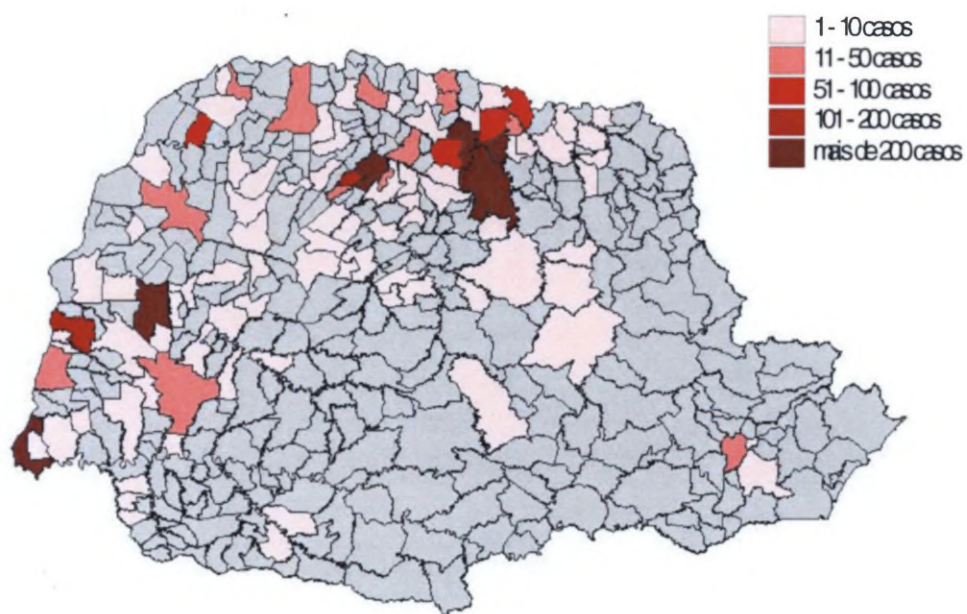 1 - 10 casos
11 - 50 casos
51 - 100 casos
101 - 200 casos
mais de 200 casos